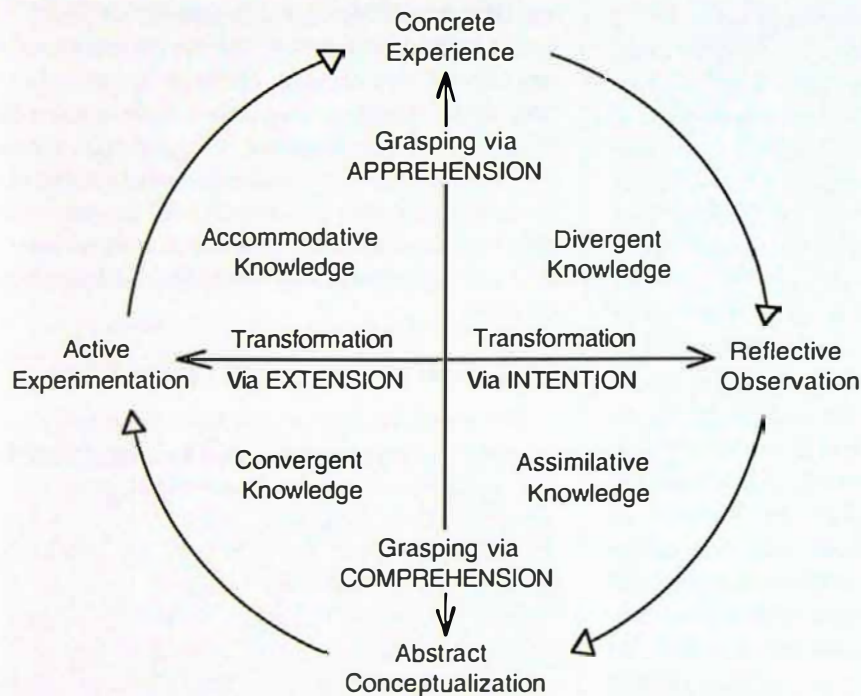 Concrete
Experience
Grasping via
APPREHENSION
Accommodative
Knowledge
Divergent
Knowledge
Active
Experimentation
Transformation
Via EXTENSION
Transformation
Via INTENTION
Reflective
Observation
Convergent
Knowledge
Assimilative
Knowledge
Grasping via
COMPREHENSION
Abstract
Conceptualization